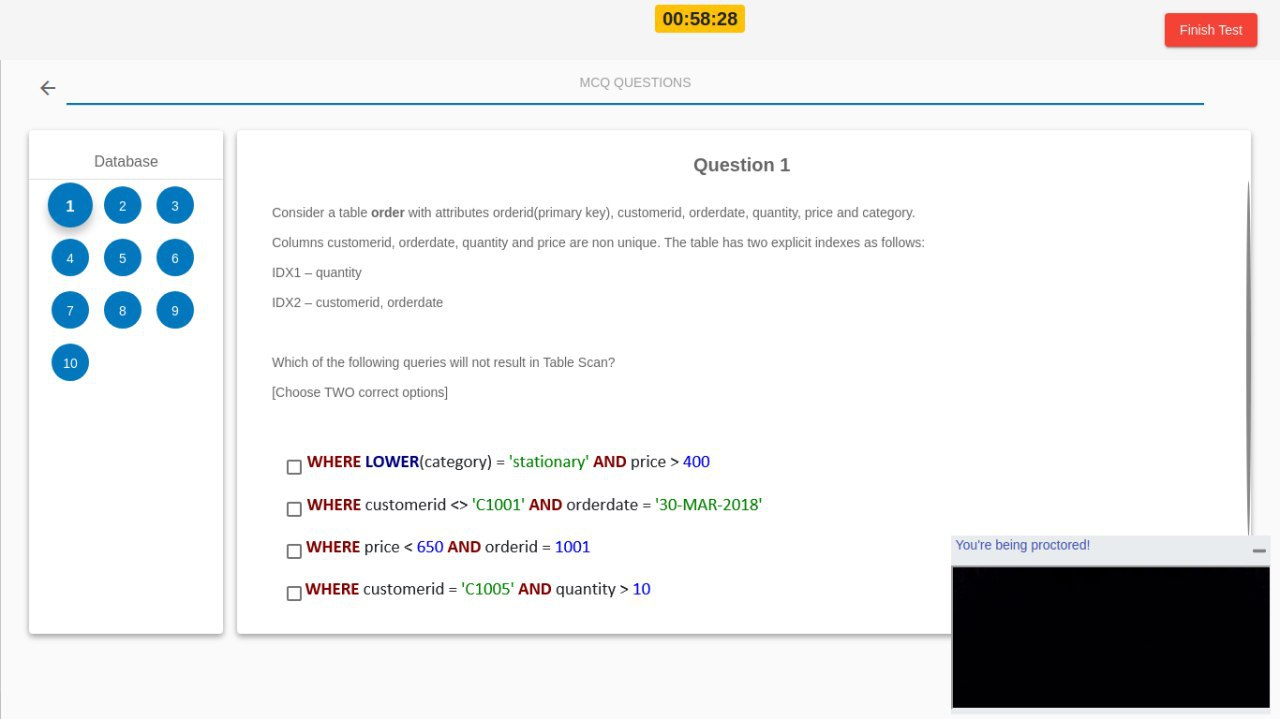 00:58:28
Finish Test
MCQ QUESTIONS
Database
1 2 3
4 5 6
7 8 9
10
Question 1
Consider a table order with attributes orderid(primary key), customerid, orderdate, quantity, price and category.
Columns customerid, orderdate, quantity and price are non unique. The table has two explicit indexes as follows:
IDX1 – quantity
IDX2 – customerid, orderdate
Which of the following queries will not result in Table Scan?
[Choose TWO correct options]
WHERE LOWER(category) = 'stationary' AND price > 400
WHERE customerid <> 'C1001' AND orderdate = '30-MAR-2018'
WHERE price < 650 AND orderid = 1001
WHERE customerid = 'C1005' AND quantity > 10
You're being proctored!